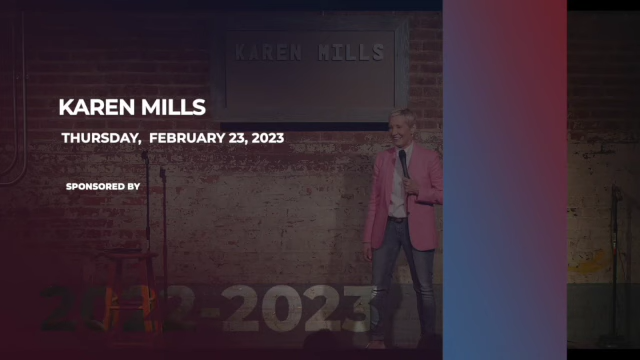 KAREN MILLS
KAREN MILLS
THURSDAY, FEBRUARY 23, 2023
SPONSORED BY
2022-2023